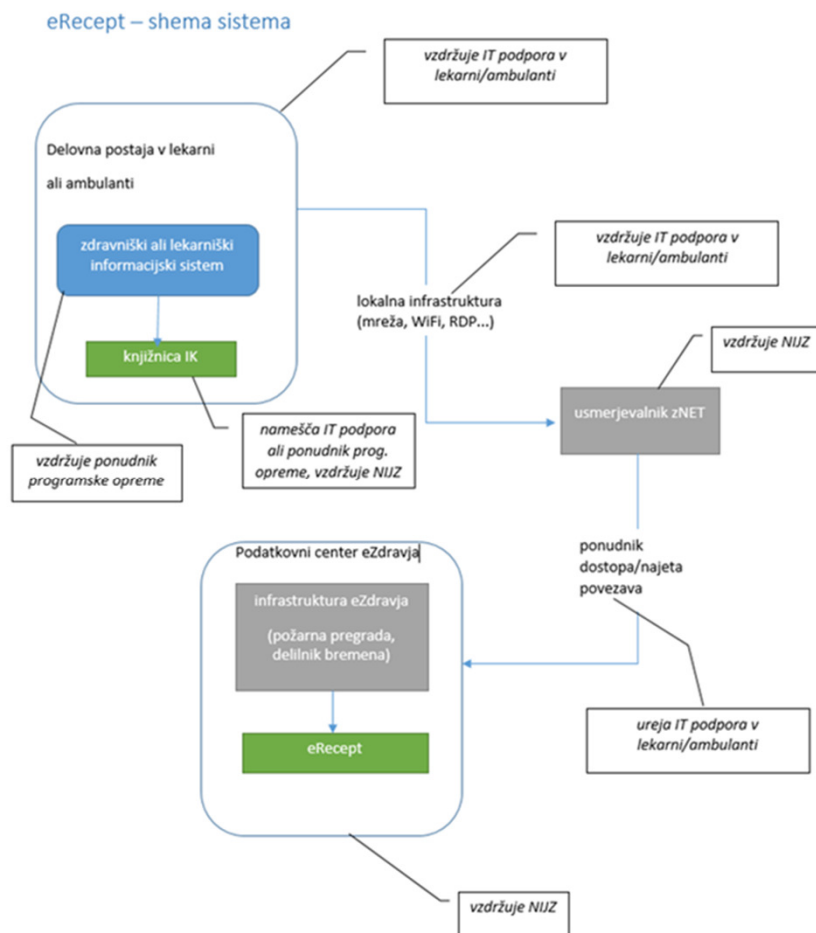 eRecept – shema sistema
vzdržuje IT podpora v
lekarni/ambulanti
Delovna postaja v lekarni
ali ambulanti
zdravniški ali lekarniški
informacijski sistem
knjižnica IK
vzdržuje IT podpora v
lekarni/ambulanti
lokalna infrastruktura
(mreža, WiFi, RDP...)
vzdržuje NIJZ
usmerjevalnik zNET
vzdržuje ponudnik
programske opreme
namešča IT podpora
ali ponudnik prog.
opreme, vzdržuje NIJZ
Podatkovni center eZdravja
infrastruktura eZdravja
(požarna pregrada,
delilnik bremena)
eRecept
ponudnik
dostopa/najeta
povezava
ureja IT podpora v
lekarni/ambulanti
vzdržuje NIJZ